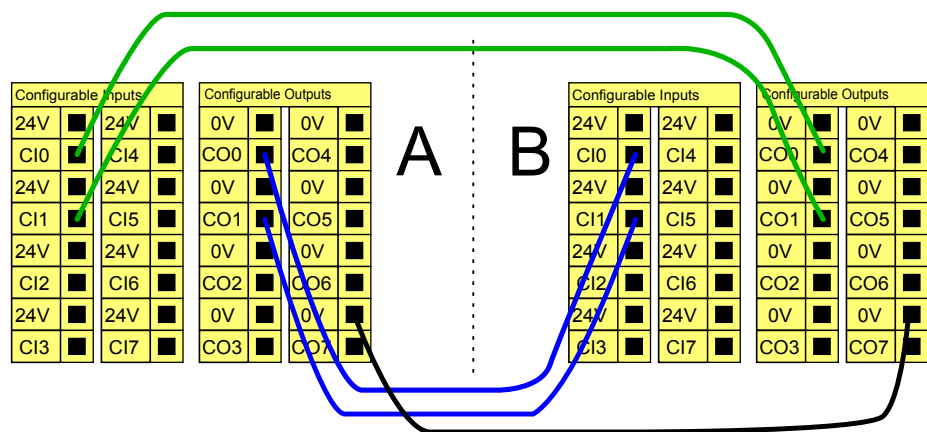 Configurable Inputs Configurable Outputs A B Configurable Inputs Configurable Outputs
24V 24V 0V 0V 24V 24V 0V 0V
CI0 CI4 CO0 CO4 CI0 CI4 CO0 CO4
24V 24V 0V 0V 24V 24V 0V 0V
CI1 CI5 CO1 CO5 CI1 CI5 CO1 CO5
24V 24V 0V 0V 24V 24V 0V 0V
CI2 CI6 CO2 CO6 CI2 CI6 CO2 CO6
24V 24V 0V 0V 24V 24V 0V 0V
CI3 CI7 CO3 CO7 CI3 CI7 CO3 CO7